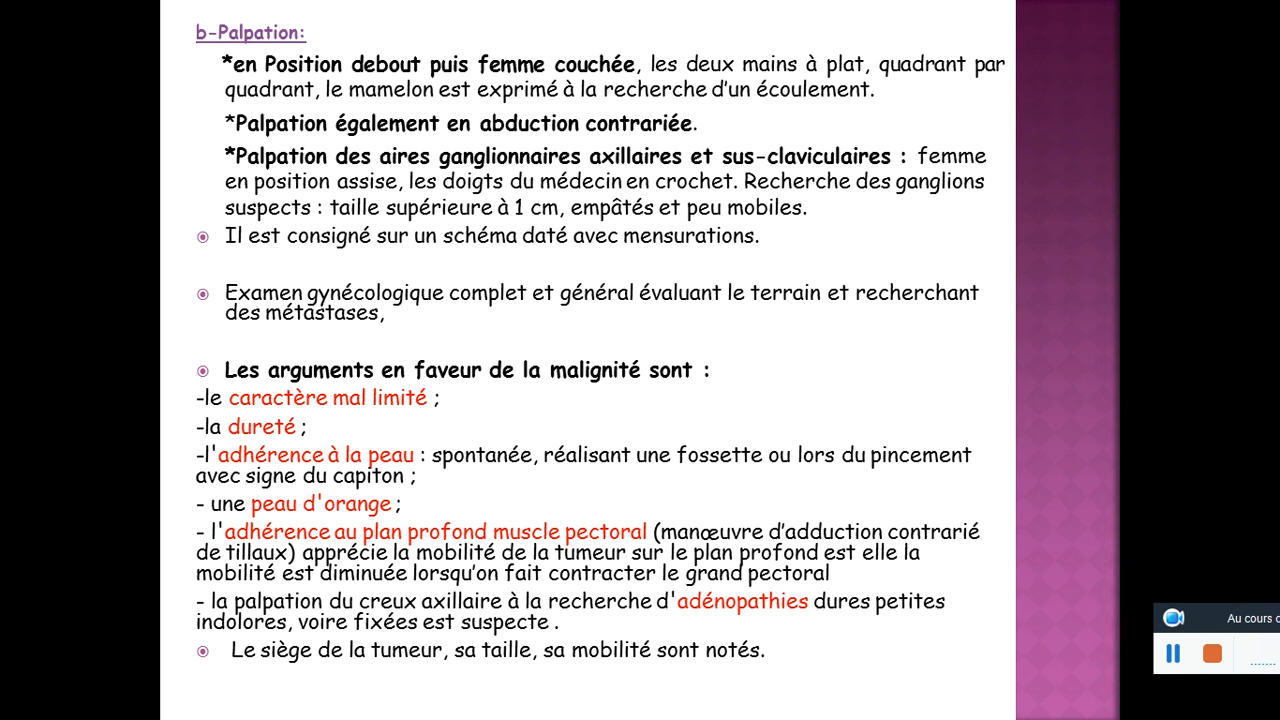 b-Palpation:
*en Position debout puis femme couchée, les deux mains à plat, quadrant par
quadrant, le mamelon est exprimé à la recherche d'un écoulement.
*Palpation également en abduction contrariée.
*Palpation des aires ganglionnaires axillaires et sus-claviculaires : femme
en position assise, les doigts du médecin en crochet. Recherche des ganglions
suspects : taille supérieure à 1 cm, empâtés et peu mobiles.
Il est consigné sur un schéma daté avec mensurations.
Examen gynécologique complet et général évaluant le terrain et recherchant
des métastases,
Les arguments en faveur de la malignité sont :
-le caractère mal limité ;
-la dureté ;
-l'adhérence à la peau : spontanée, réalisant une fossette ou lors du pincement
avec signe du capiton ;
- une peau d'orange ;
- l'adhérence au plan profond muscle pectoral (manœuvre d'adduction contrarié
de tillaux) apprécie la mobilité de la tumeur sur le plan profond est elle la
mobilité est diminuée lorsqu'on fait contracter le grand pectoral
- la palpation du creux axillaire à la recherche d'adénopathies dures petites
indolores, voire fixées est suspecte .
Le siège de la tumeur, sa taille, sa mobilité sont notés.
Au cours